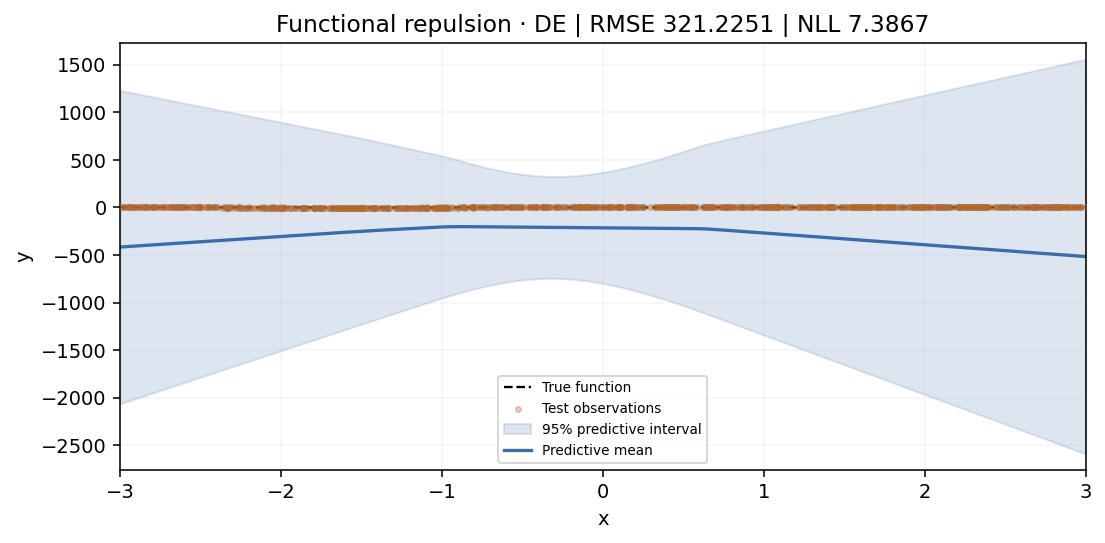 Functional repulsion · DE | RMSE 321.2251 | NLL 7.3867
1500
1000
500
0
−500
−1000
−1500
−2000
−2500
y
True function
Test observations
95% predictive interval
Predictive mean
−3 −2 −1 0 1 2 3
x